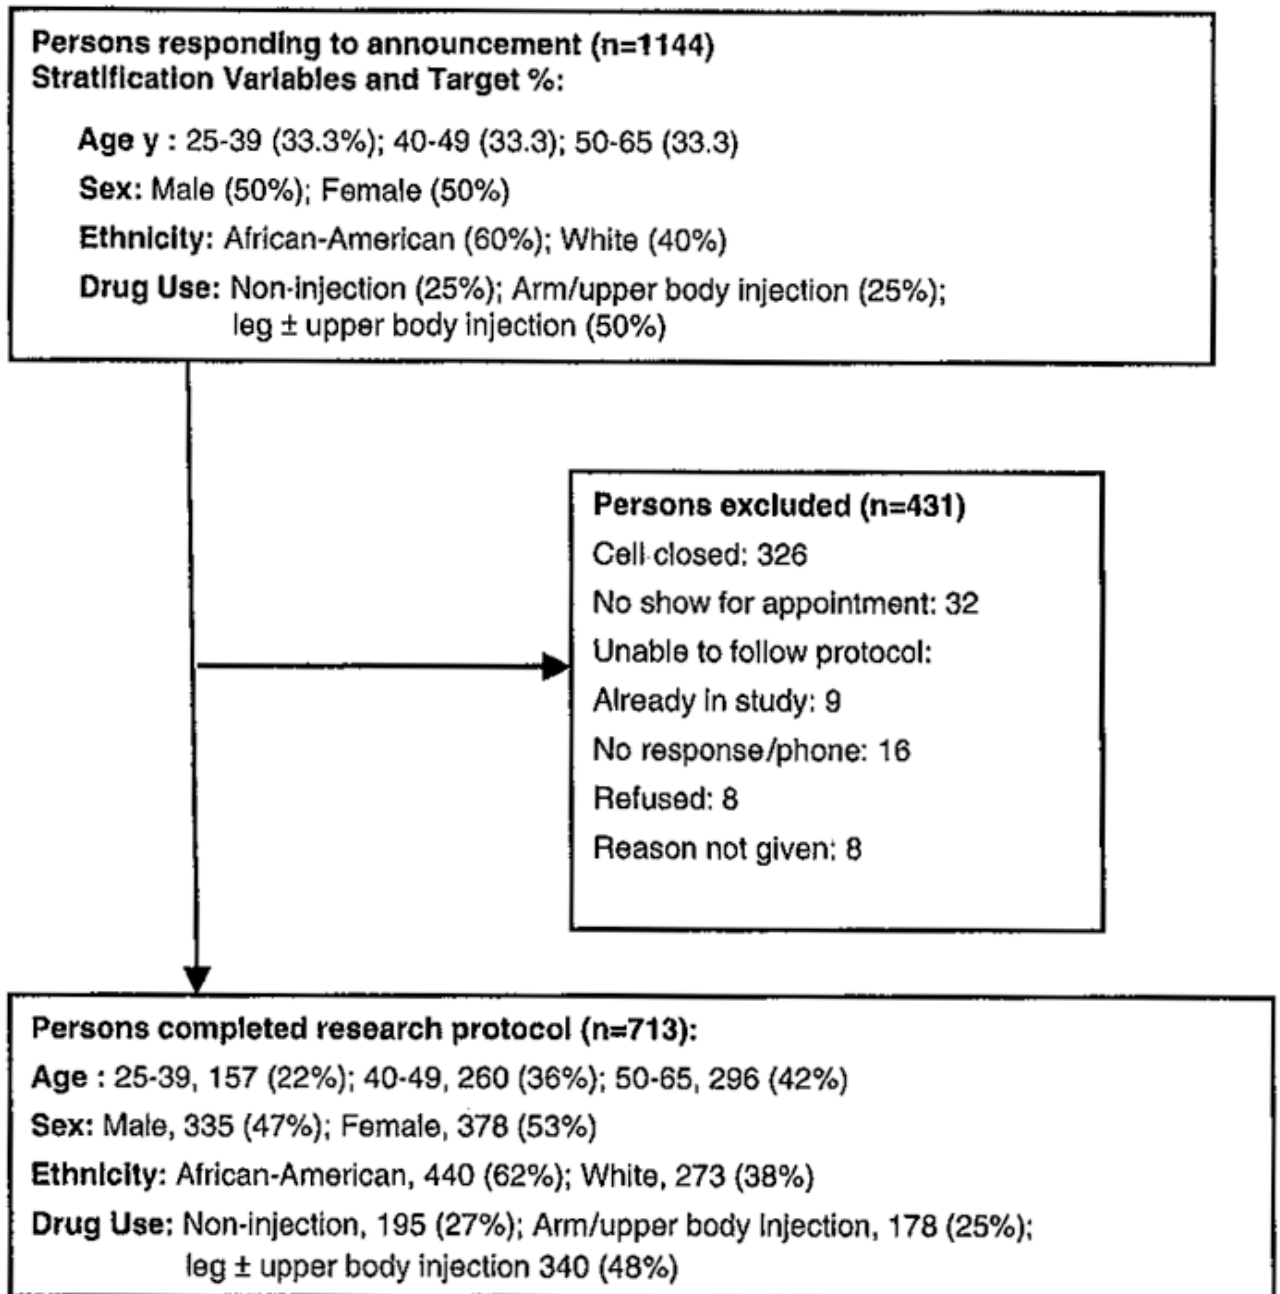 Persons responding to announcement (n=1144)
Stratification Variables and Target %:
Age y : 25-39 (33.3%); 40-49 (33.3); 50-65 (33.3)
Sex: Male (50%); Female (50%)
Ethnicity: African-American (60%); White (40%)
Drug Use: Non-injection (25%); Arm/upper body injection (25%);
leg ± upper body injection (50%)
Persons excluded (n=431)
Cell closed: 326
No show for appointment: 32
Unable to follow protocol:
Already in study: 9
No response/phone: 16
Refused: 8
Reason not given: 8
Persons completed research protocol (n=713):
Age : 25-39, 157 (22%); 40-49, 260 (36%); 50-65, 296 (42%)
Sex: Male, 335 (47%); Female, 378 (53%)
Ethnicity: African-American, 440 (62%); White, 273 (38%)
Drug Use: Non-injection, 195 (27%); Arm/upper body injection, 178 (25%);
leg ± upper body injection 340 (48%)